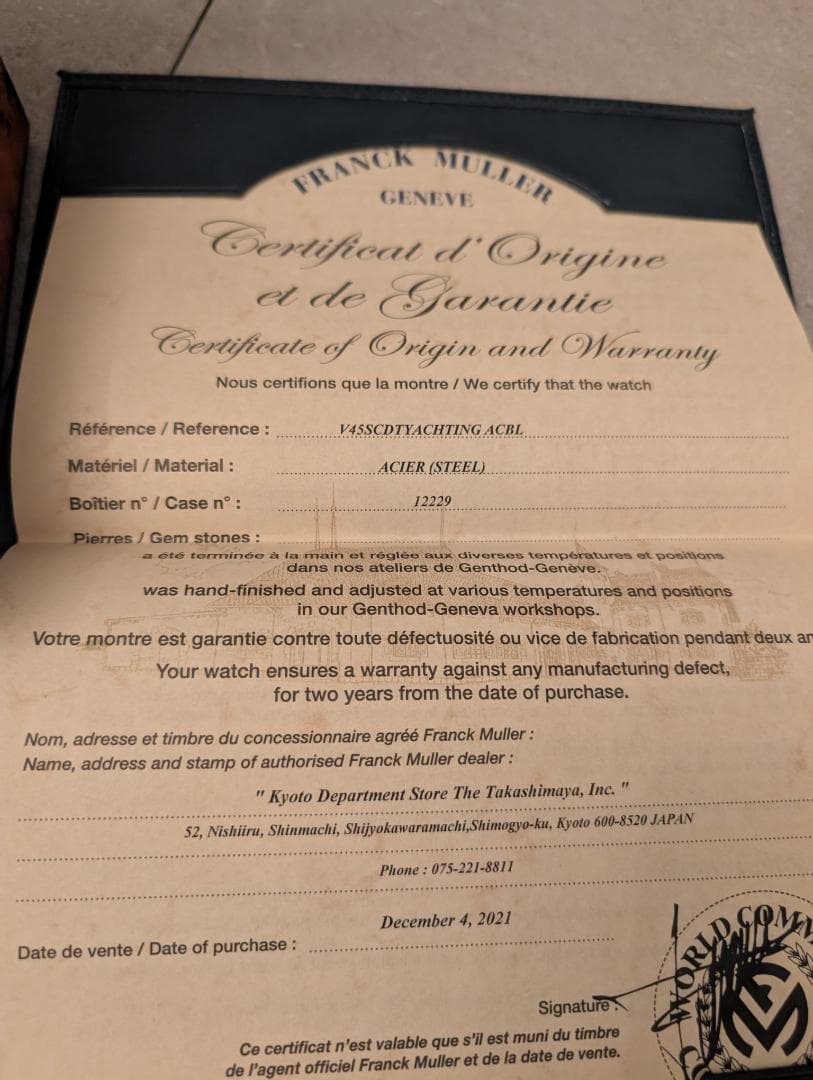 FRANCK MULLER
GENEVE
Certificat d'Origine
et de Garantie
Certificate of Origin and Warranty
Nous certifions que la montre / We certify that the watch
Référence / Reference : V45SCDTYACHTING ACBL
Matériel / Material : ACIER (STEEL)
Boîtier n° / Case n° : 12229
Pierres / Gem stones :
a été terminée à la main et réglée aux diverses températures et positions
dans nos ateliers de Genthod-Genève.
was hand-finished and adjusted at various temperatures and positions
in our Genthod-Geneva workshops.
Votre montre est garantie contre toute défectuosité ou vice de fabrication pendant deux an
Your watch ensures a warranty against any manufacturing defect,
for two years from the date of purchase.
Nom, adresse et timbre du concessionnaire agréé Franck Muller :
Name, address and stamp of authorised Franck Muller dealer :
" Kyoto Department Store The Takashimaya, Inc. "
52, Nishiiru, Shinmachi, Shijyokawaramachi,Shimogyo-ku, Kyoto 600-8520 JAPAN
Phone : 075-221-8811
December 4, 2021
Date de vente / Date of purchase :
WORLD COMM
Signature :
Ce certificat n'est valable que s'il est muni du timbre
de l'agent officiel Franck Muller et de la date de vente.